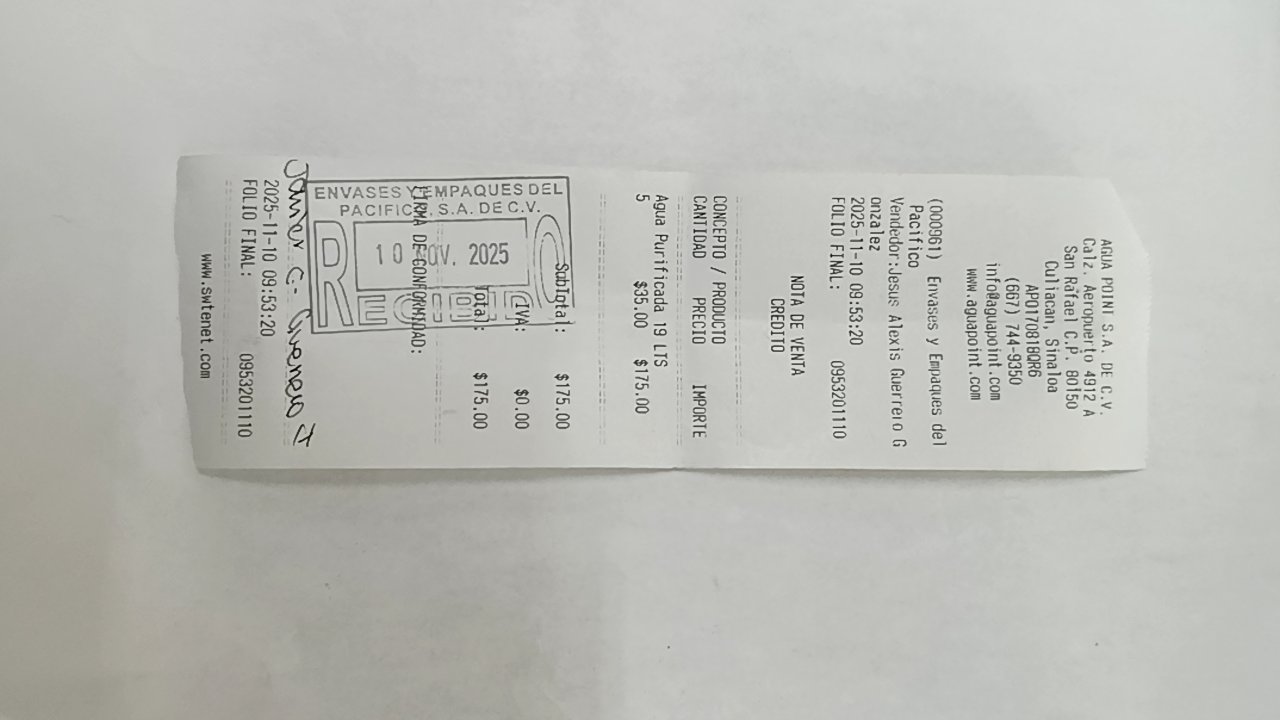 AGUA POINT S.A. DE C.V.
Calz. Aeropuerto 4912 A
San Rafael C.P. 80150
Culiacan, Sinaloa
APO170818QR6
(667) 744-9350
info@aguapoint.com
www.aguapoint.com
(000961) Envases y Empaques del
Pacifico
Vendedor:Jesus Alexis Guerrero G
onzalez
2025-11-10 09:53:20
FOLIO FINAL: 0953201110
NOTA DE VENTA
CREDITO
CONCEPTO / PRODUCTO
CANTIDAD PRECIO IMPORTE
Agua Purificada 19 LTS
5 $35.00 $175.00
Subtotal: $175.00
IVA: $0.00
Total: $175.00
ENVASES Y EMPAQUES DEL
PACIFICO, S.A. DE C.V.
10 NOV. 2025
RECIBIDO
FIRMA DE CONFORMIDAD:
2025-11-10 09:53:20
FOLIO FINAL: 0953201110
www.swtenet.com